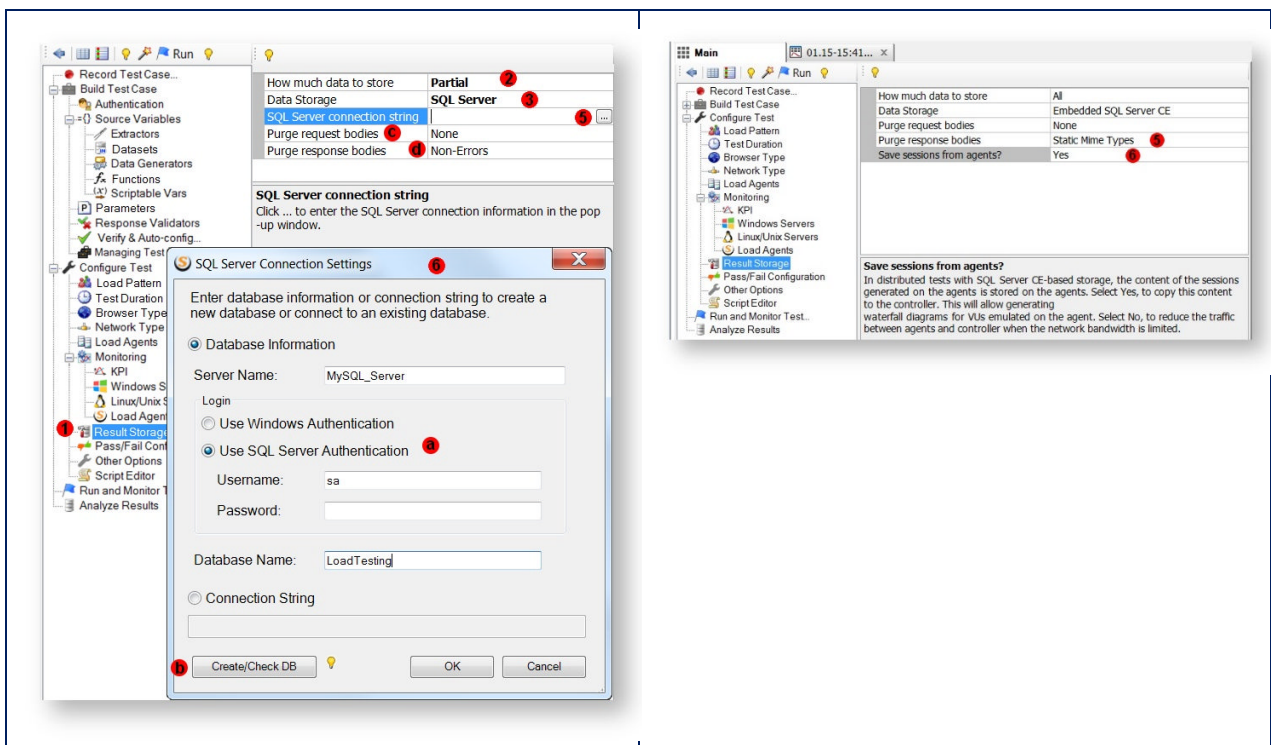 Run
Record Test Case...
Build Test Case
Authentication
Source Variables
Extractors
Datasets
Data Generators
Functions
Scriptable Vars
Parameters
Response Validators
Verify & Auto-config...
Managing Test
Configure Test
Load Pattern
Test Duration
Browser Type
Network Type
Load Agents
Monitoring
KPI
Windows S
Linux/Unix S
Load Agen
1
Result Storage
Pass/Fail Conf
Other Options
Script Editor
Run and Monitor T
Analyze Results
How much data to store Partial 2
Data Storage SQL Server 3
SQL Server connection string 5 ...
Purge request bodies c None
Purge response bodies d Non-Errors
SQL Server connection string
Click ... to enter the SQL Server connection information in the pop
-up window.
SQL Server Connection Settings 6
Enter database information or connection string to create a
new database or connect to an existing database.
Database Information
Server Name: MySQL_Server
Login
Use Windows Authentication
Use SQL Server Authentication a
Username: sa
Password:
Database Name: LoadTesting
Connection String
b Create/Check DB OK Cancel
Main 01.15-15:41... x
Run
Record Test Case...
Build Test Case
Configure Test
Load Pattern
Test Duration
Browser Type
Network Type
Load Agents
Monitoring
KPI
Windows Servers
Linux/Unix Servers
Load Agents
Result Storage
Pass/Fail Configuration
Other Options
Script Editor
Run and Monitor Test..
Analyze Results
How much data to store All
Data Storage Embedded SQL Server CE
Purge request bodies None
Purge response bodies Static Mime Types 5
Save sessions from agents? Yes 6
Save sessions from agents?
In distributed tests with SQL Server CE-based storage, the content of the sessions
generated on the agents is stored on the agents. Select Yes, to copy this content
to the controller. This will allow generating
waterfall diagrams for VUs emulated on the agent. Select No, to reduce the traffic
between agents and controller when the network bandwidth is limited.